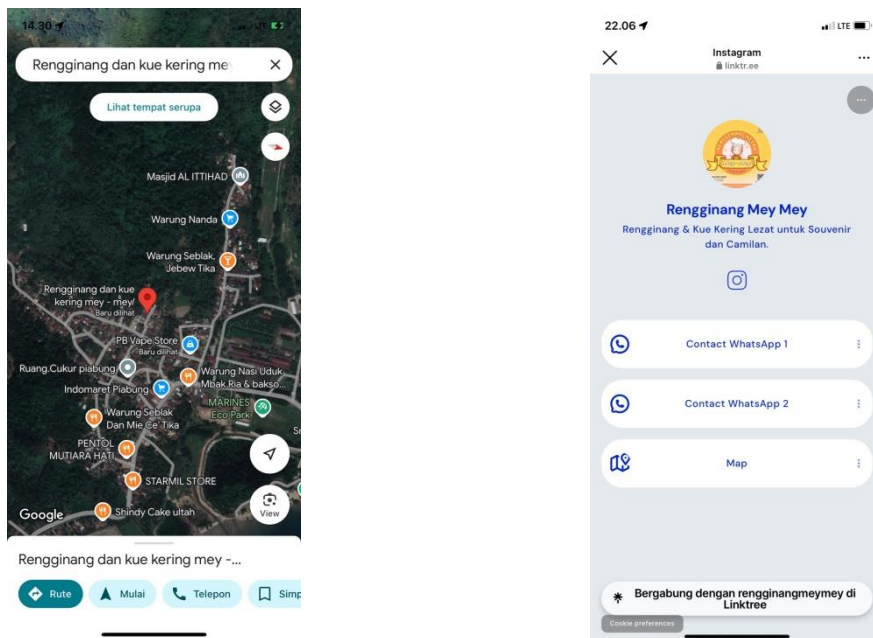 14.30
LTE
Rengginang dan kue kering me
Lihat tempat serupa
Masjid AL ITTIHAD
Warung Nanda
Warung Seblak,
Jebew Tika
Rengginang dan kue
kering mey - mey/
Baru dilihat
PB Vape Store
Baru dilihat
Ruang.Cukur piabung
Warung Nasi Uduk
Mbak Ria & bakso...
Indomaret Piabung
MARINES
Eco Park
Warung Seblak
Dan Mie Ce' Tika
PENTOL
MUTIARA HATI
STARMIL STORE
Google
Shindy Cake ultah
View
Rengginang dan kue kering mey -...
Rute
Mulai
Telepon
Simp
22.06
LTE
Instagram
linktr.ee
Rengginang Mey Mey
Rengginang & Kue Kering Lezat untuk Souvenir
dan Camilan.
Contact WhatsApp 1
Contact WhatsApp 2
Map
Bergabung dengan rengginangmeymey di
Linktree
Cookie preferences